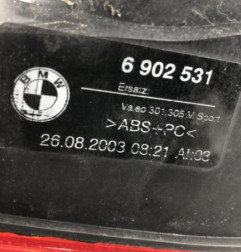 BMW
6 902 531
Ersatz:
Valeo 301,305 M-Sport
>ABS+PC<
26.08.2003 08:21 AI:03